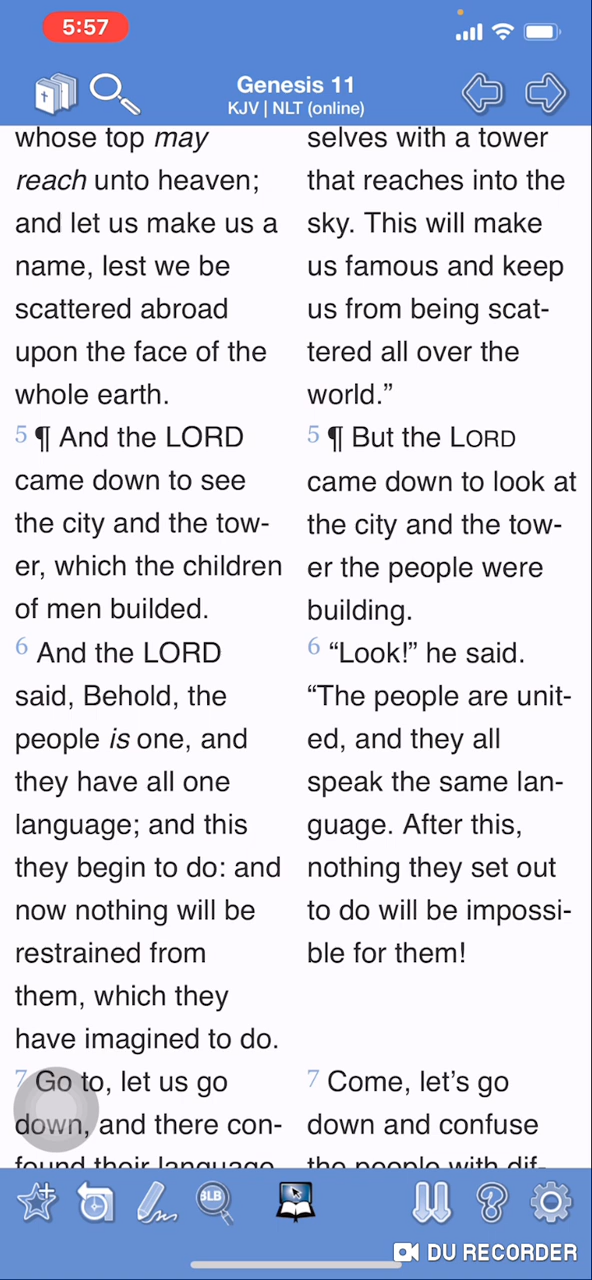 5:57
Genesis 11
KJV | NLT (online)
whose top may
reach unto heaven;
and let us make us a
name, lest we be
scattered abroad
upon the face of the
whole earth.
5 ¶ And the LORD
came down to see
the city and the tow-
er, which the children
of men builded.
6 And the LORD
said, Behold, the
people is one, and
they have all one
language; and this
they begin to do: and
now nothing will be
restrained from
them, which they
have imagined to do.
7 Go to, let us go
down, and there con-
found their language,
selves with a tower
that reaches into the
sky. This will make
us famous and keep
us from being scat-
tered all over the
world.”
5 ¶ But the LORD
came down to look at
the city and the tow-
er the people were
building.
6 “Look!” he said.
“The people are unit-
ed, and they all
speak the same lan-
guage. After this,
nothing they set out
to do will be impossi-
ble for them!
7 Come, let’s go
down and confuse
the people with dif-
BLB
DU RECORDER